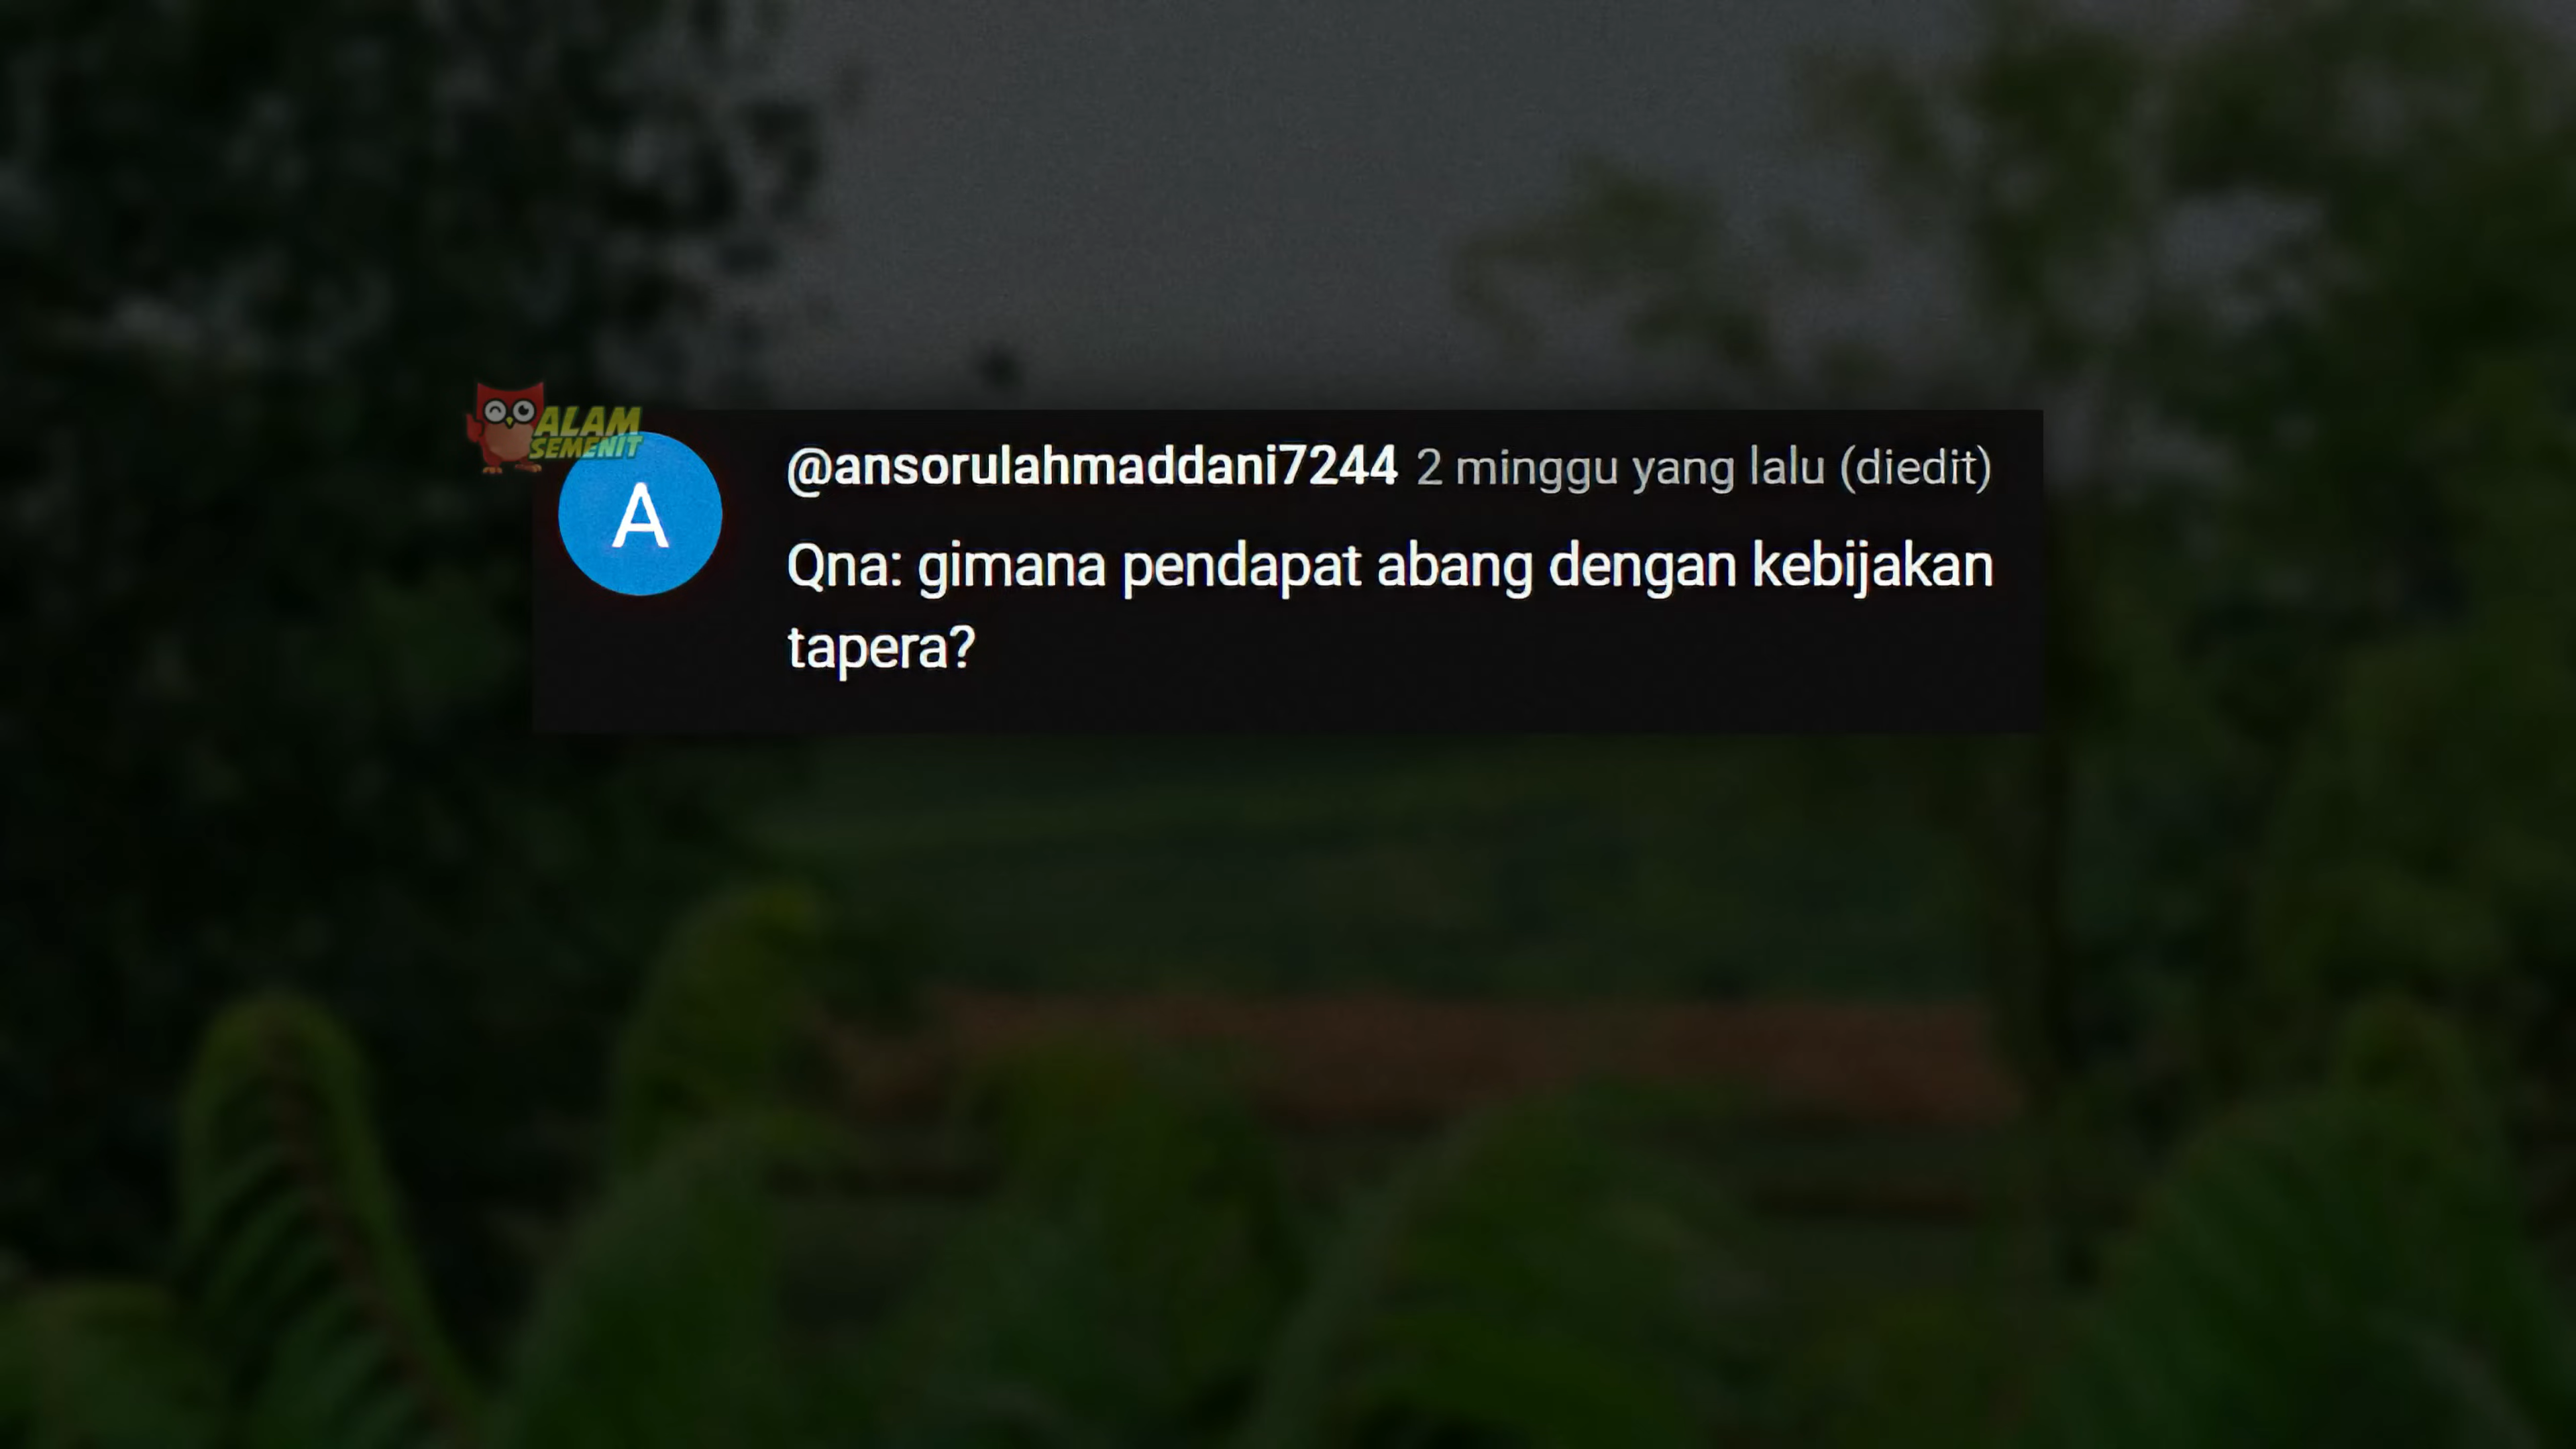 ALAM
SEMENIT
A
@ansorulahmaddani7244 2 minggu yang lalu (diedit)
Qna: gimana pendapat abang dengan kebijakan
tapera?